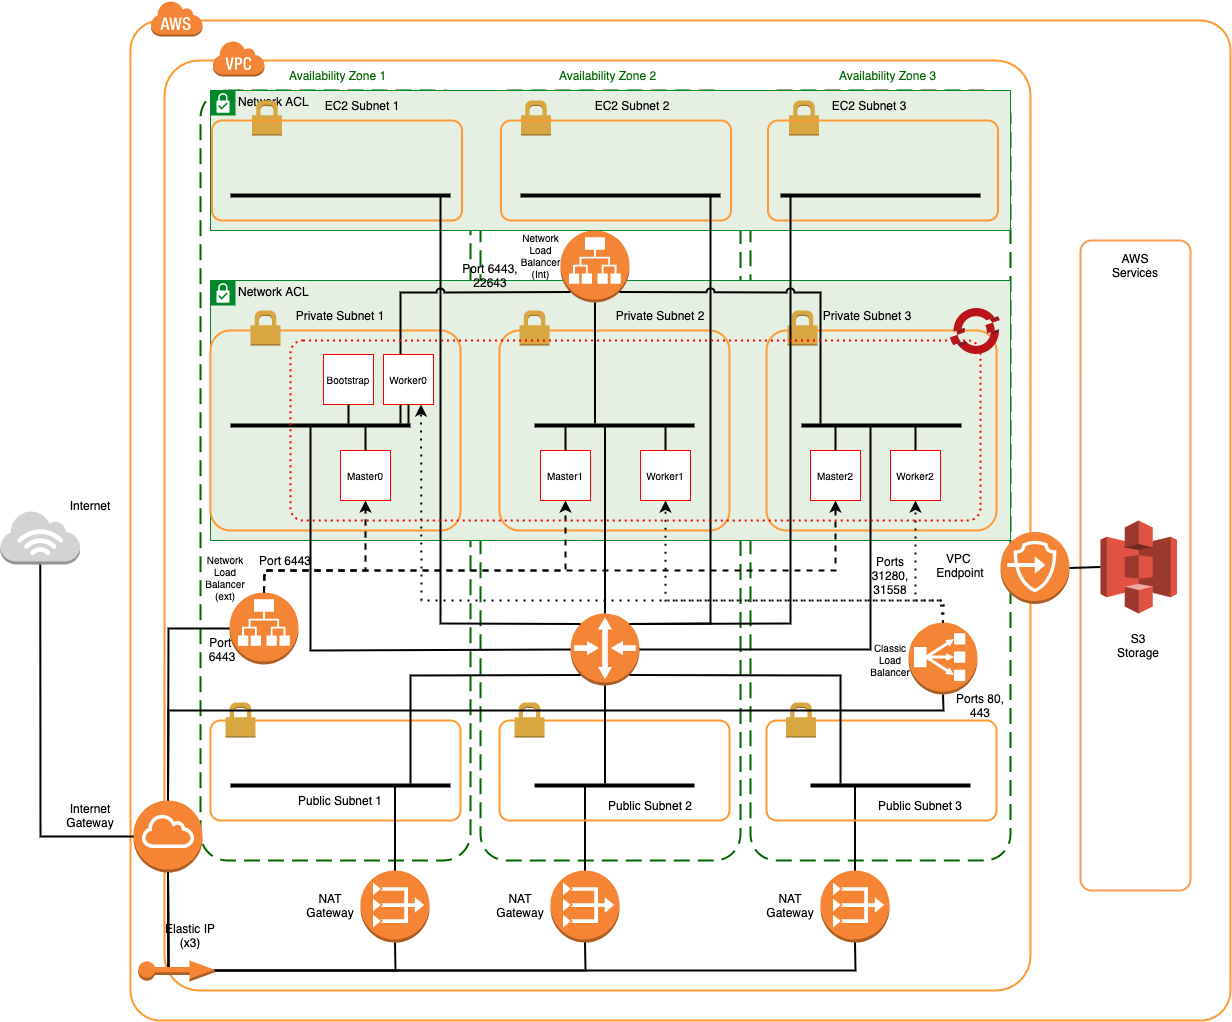 AWS
VPC
Availability Zone 1
Availability Zone 2
Availability Zone 3
Network ACL
EC2 Subnet 1
EC2 Subnet 2
EC2 Subnet 3
Network
Load
Balancer
(Int)
Port 6443,
22643
AWS
Services
Network ACL
Private Subnet 1
Private Subnet 2
Private Subnet 3
Bootstrap
Worker0
Master0
Master1
Worker1
Master2
Worker2
Internet
Network
Load
Balancer
(ext)
Port 6443
Port
6443
Ports
31280,
31558
VPC
Endpoint
S3
Storage
Classic
Load
Balancer
Ports 80,
443
Public Subnet 1
Public Subnet 2
Public Subnet 3
Internet
Gateway
NAT
Gateway
NAT
Gateway
NAT
Gateway
Elastic IP
(x3)